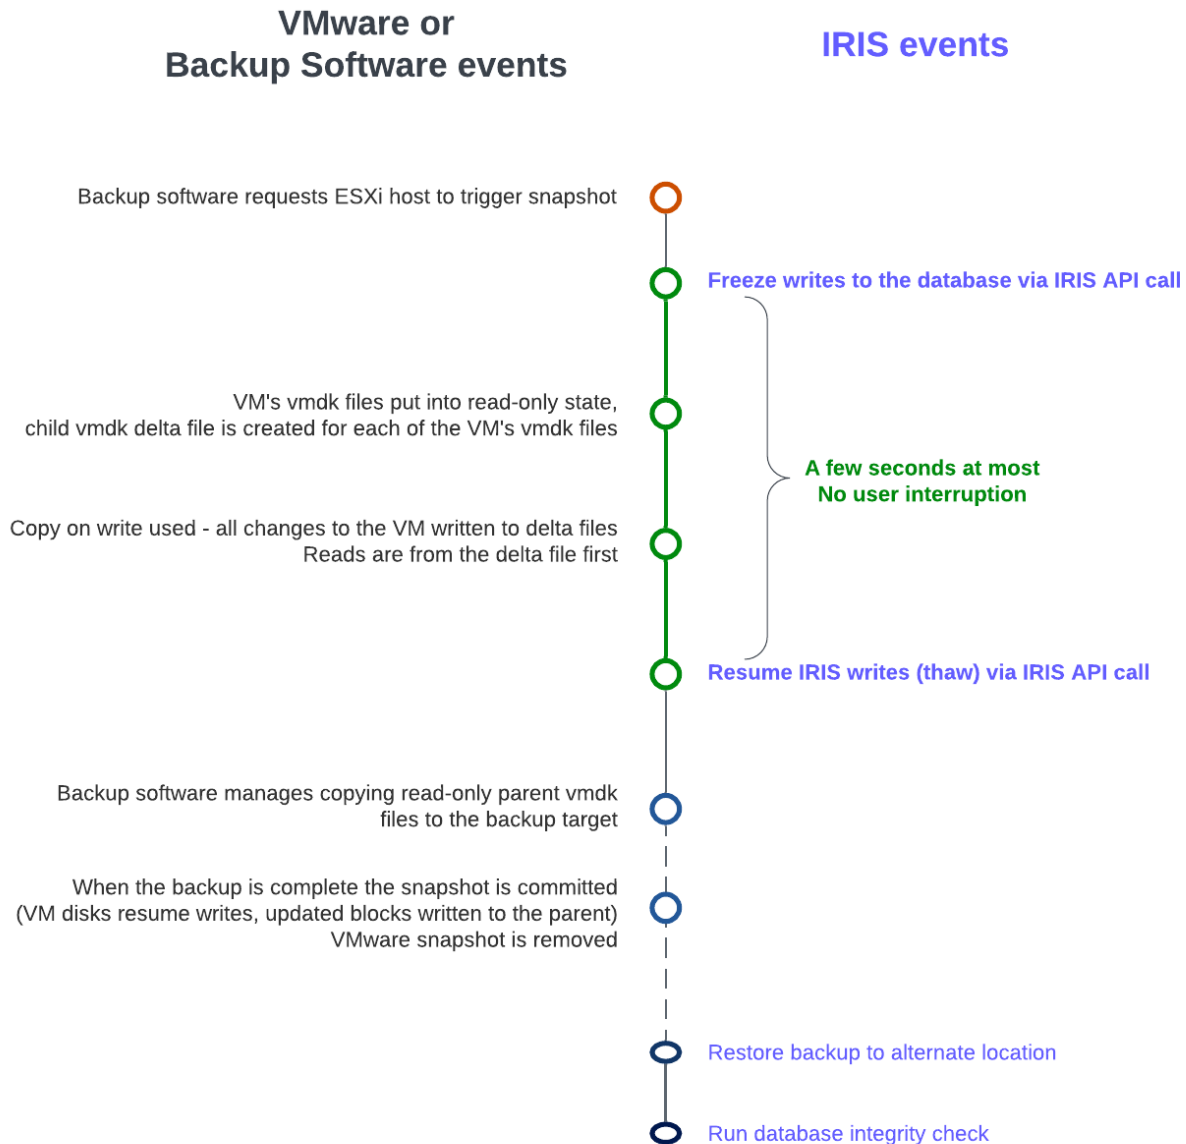 VMware or
Backup Software events
IRIS events
Backup software requests ESXi host to trigger snapshot
Freeze writes to the database via IRIS API call
VM's vmdk files put into read-only state,
child vmdk delta file is created for each of the VM's vmdk files
A few seconds at most
No user interruption
Copy on write used - all changes to the VM written to delta files
Reads are from the delta file first
Resume IRIS writes (thaw) via IRIS API call
Backup software manages copying read-only parent vmdk
files to the backup target
When the backup is complete the snapshot is committed
(VM disks resume writes, updated blocks written to the parent)
VMware snapshot is removed
Restore backup to alternate location
Run database integrity check